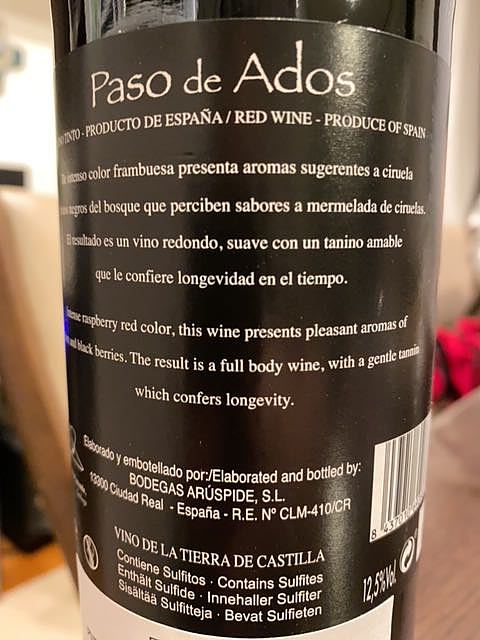 Paso de Ados
TINTO - PRODUCTO DE ESPAÑA / RED WINE - PRODUCE OF SPAIN
intenso color frambuesa presenta aromas sugerentes a ciruela
negros del bosque que perciben sabores a mermelada de ciruelas.
El resultado es un vino redondo, suave con un tanino amable
que le confiere longevidad en el tiempo.
Intense raspberry red color, this wine presents pleasant aromas of
and black berries. The result is a full body wine, with a gentle tannin
which confers longevity.
Elaborado y embotellado por:/Elaborated and bottled by:
BODEGAS ARÚSPIDE, S.L.
13300 Ciudad Real - España - R.E. Nº CLM-410/CR
VINO DE LA TIERRA DE CASTILLA
Contiene Sulfitos · Contains Sulfites
Enthält Sulfide · Innehaller Sulfiter
Sisältää Sulfitteja · Bevat Sulfieten
12,5%Vol.